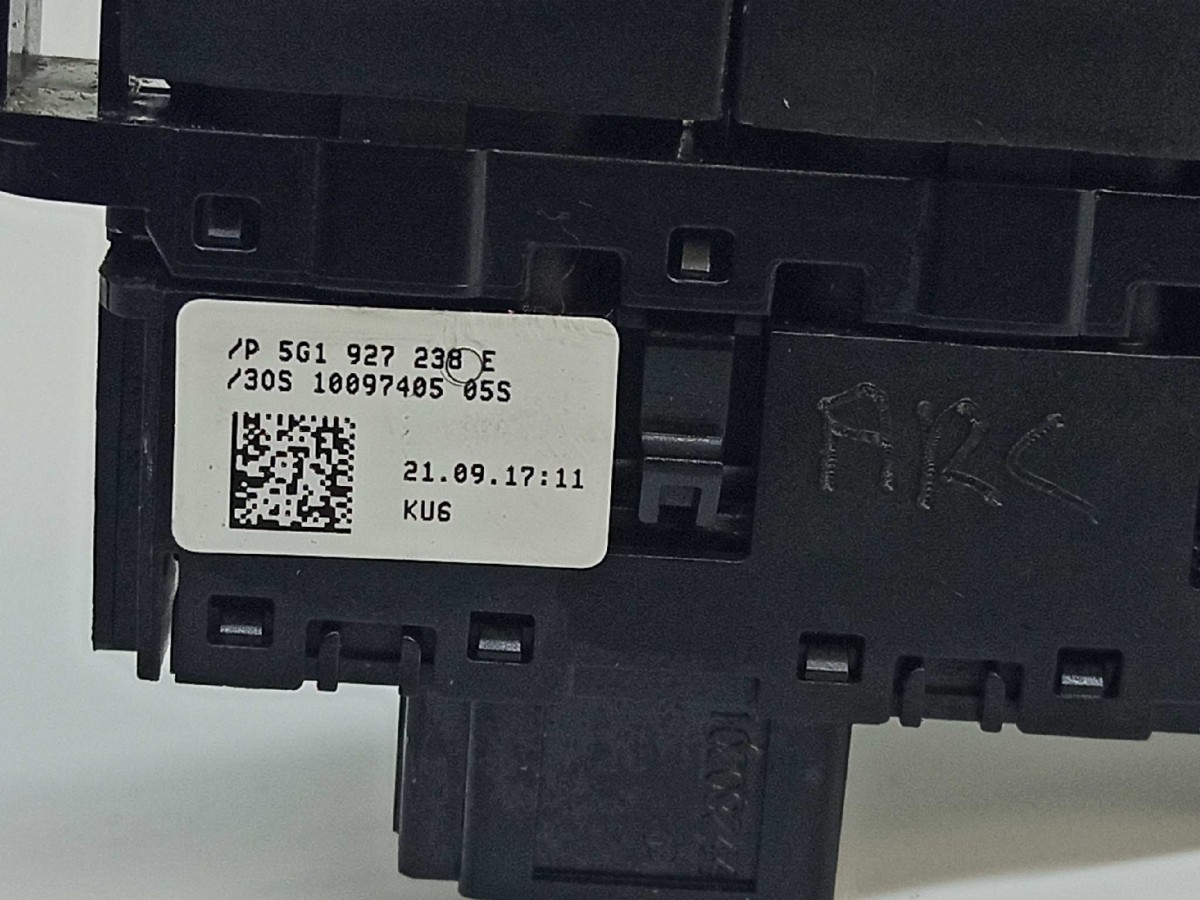 /P 5G1 927 238 E
/30S 10097405 05S
21.09.17:11
KU6
ARC